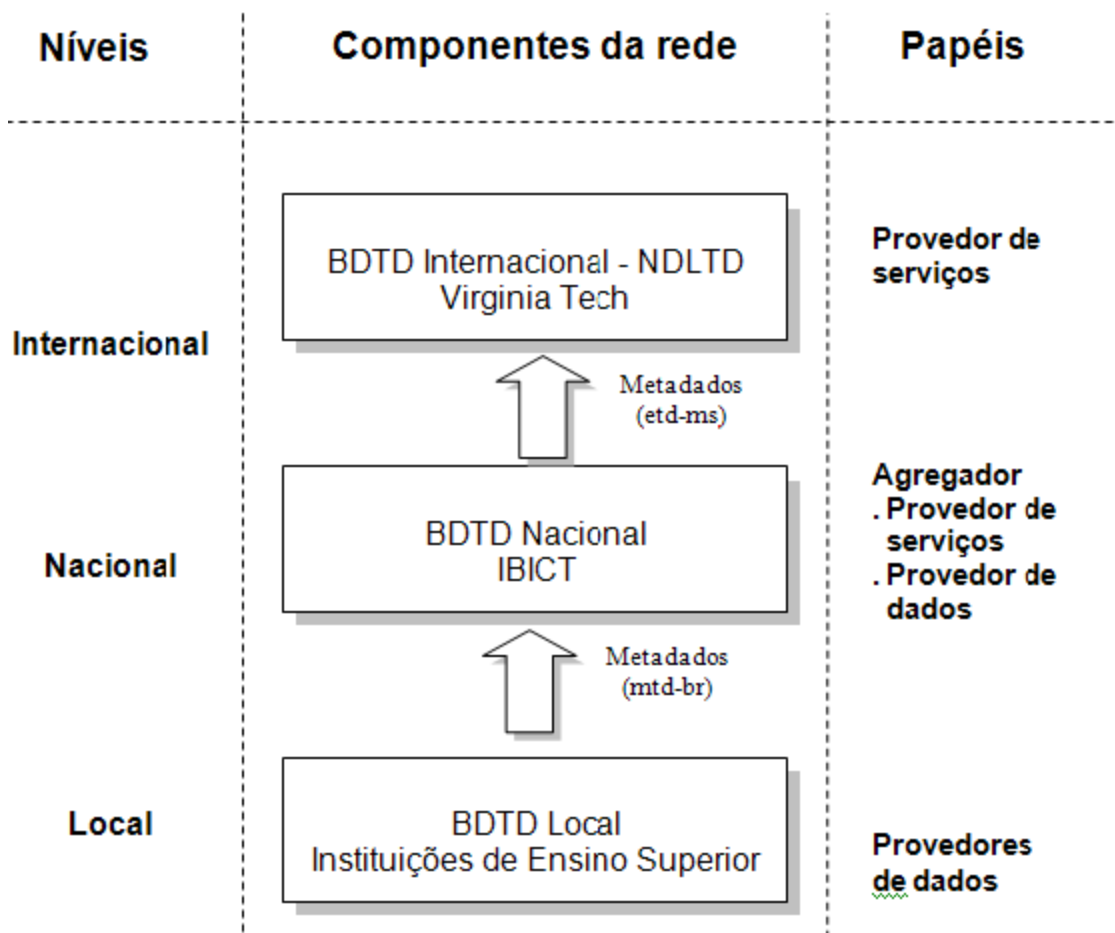 Níveis
Componentes da rede
Papéis
BDTD Internacional - NDLTD
Virginia Tech
Provedor de
serviços
Internacional
Metadados
(etd-ms)
BDTD Nacional
IBICT
Agregador
. Provedor de
serviços
. Provedor de
dados
Nacional
Metadados
(mtd-br)
Local
BDTD Local
Instituições de Ensino Superior
Provedores
de dados